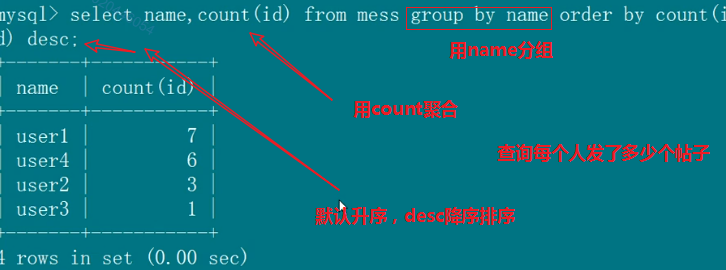 mysql> select name,count(id) from mess group by name order by count(i
d) desc;
用name分组
+-------+-----------+
| name | count(id) |
用count聚合
+-------+-----------+
| user1 | 7 |
查询每个人发了多少个帖子
| user4 | 6 |
| user2 | 3 |
| user3 | 1 |
默认升序，desc降序排序
+-------+-----------+
4 rows in set (0.00 sec)